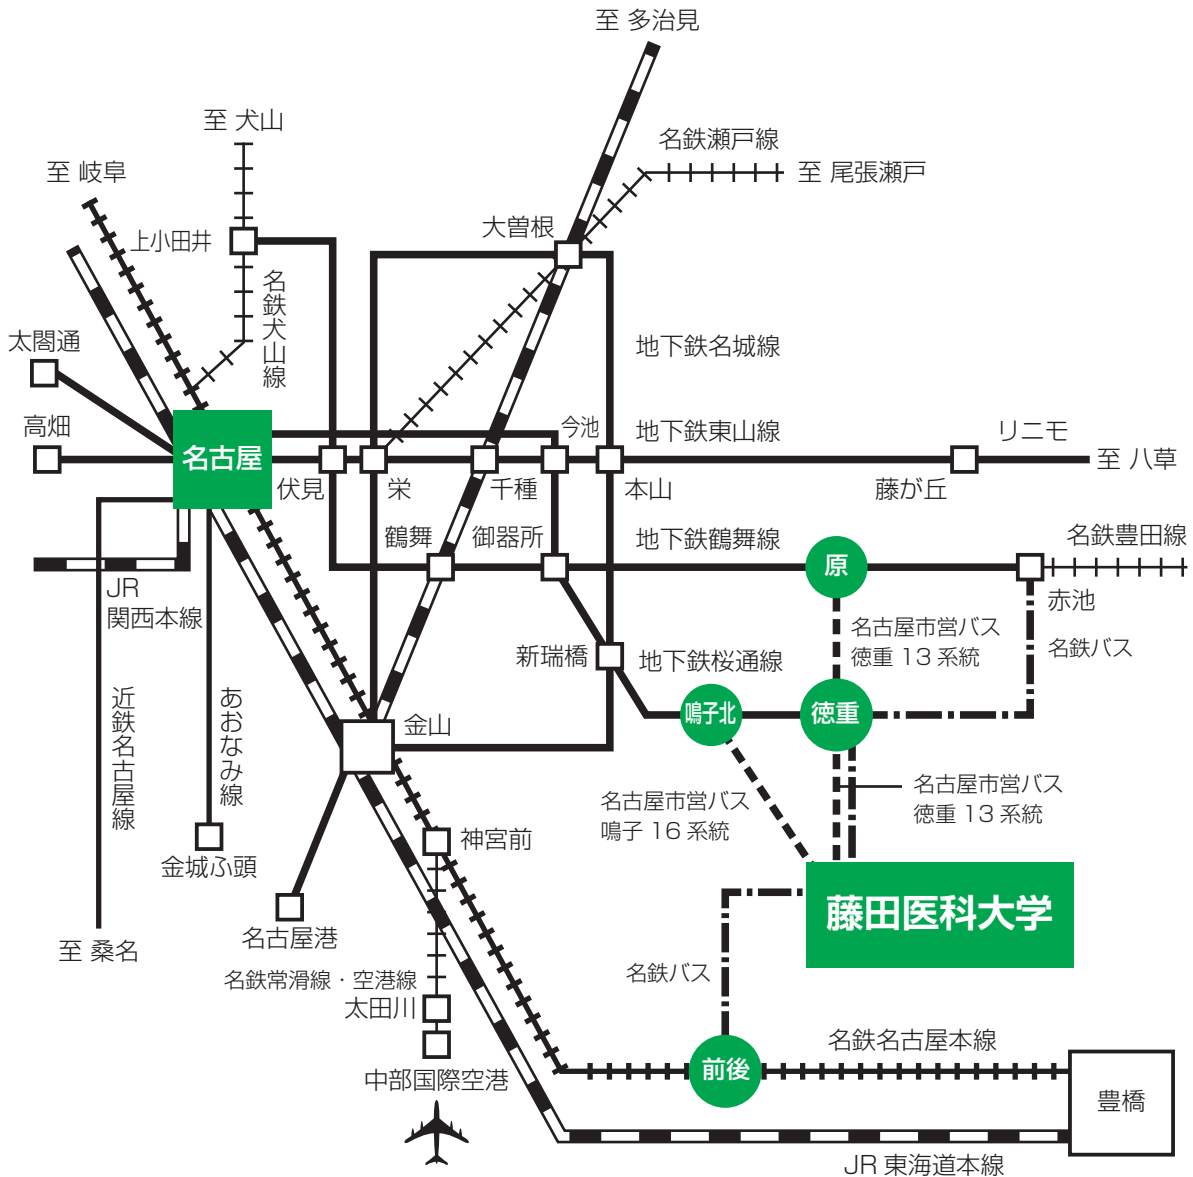 至 多治見
至 犬山
名鉄瀬戸線
至 岐阜
至 尾張瀬戸
上小田井
大曽根
名鉄犬山線
太閤通
地下鉄名城線
高畑
今池
地下鉄東山線
リニモ
名古屋
至 八草
伏見
栄
千種
本山
藤が丘
鶴舞
御器所
地下鉄鶴舞線
名鉄豊田線
原
JR
関西本線
赤池
名古屋市営バス
徳重 13 系統
名鉄バス
新瑞橋
地下鉄桜通線
近鉄名古屋線
あおなみ線
鳴子北
徳重
金山
名古屋市営バス
鳴子 16 系統
名古屋市営バス
徳重 13 系統
神宮前
金城ふ頭
藤田医科大学
名古屋港
至 桑名
名鉄常滑線・空港線
名鉄バス
太田川
名鉄名古屋本線
前後
中部国際空港
豊橋
JR 東海道本線